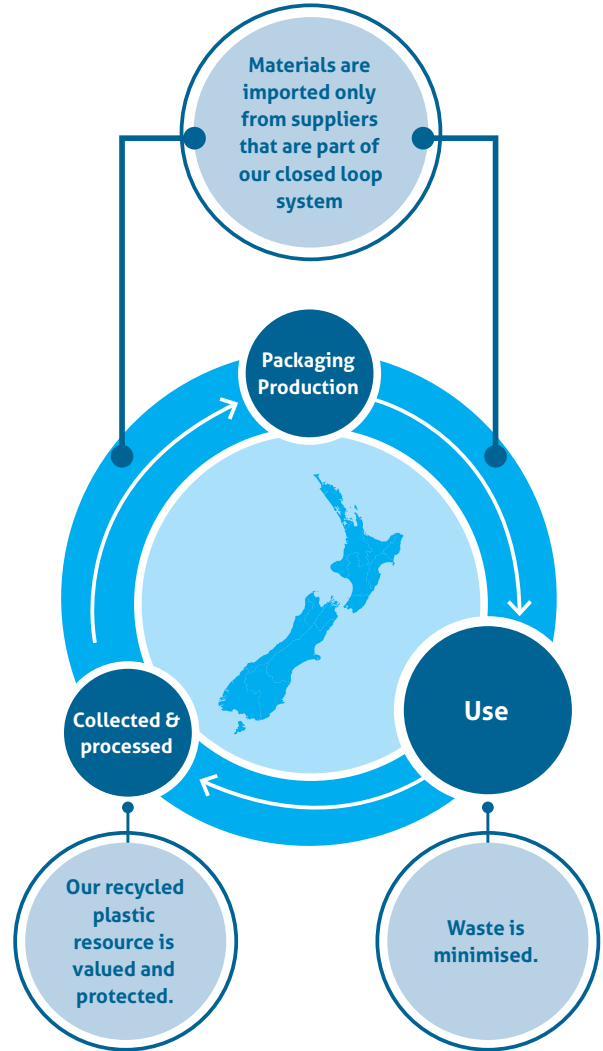 Materials are
imported only
from suppliers
that are part of
our closed loop
system
Packaging
Production
Use
Collected &
processed
Our recycled
plastic
resource is
valued and
protected.
Waste is
minimised.